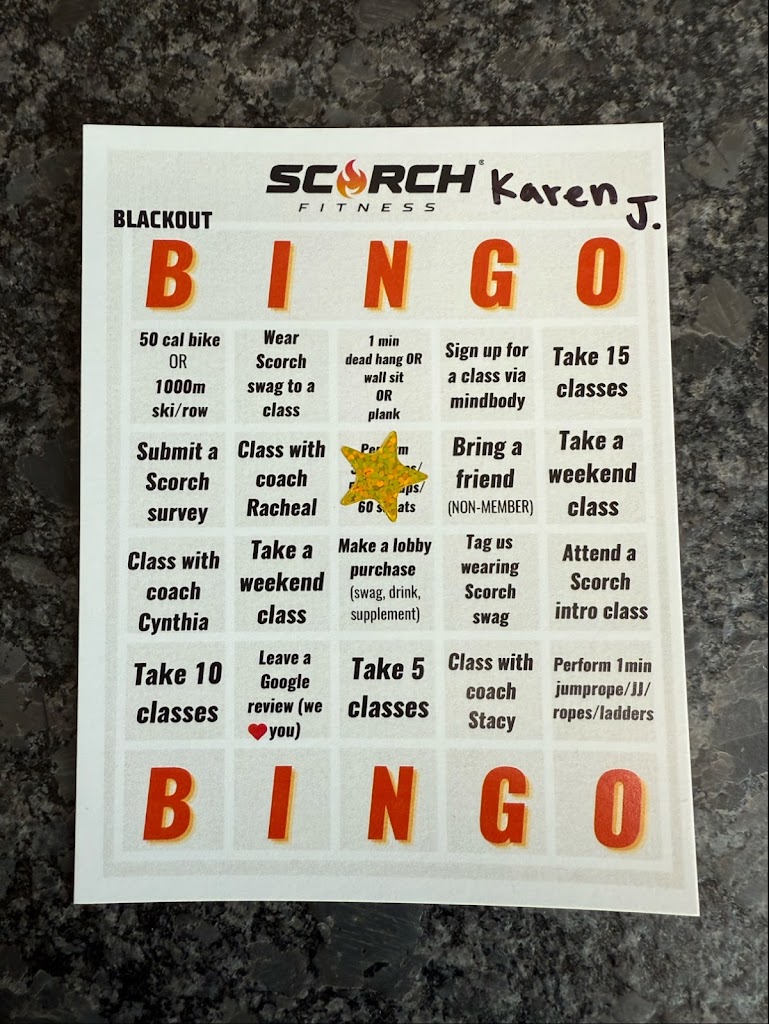 SCORCH®
FITNESS
Karen J.
BLACKOUT
B I N G O
50 cal bike
OR
1000m
ski/row
Wear
Scorch
swag to a
class
1 min
dead hang OR
wall sit
OR
plank
Sign up for
a class via
mindbody
Take 15
classes
Submit a
Scorch
survey
Class with
coach
Racheal
60
Bring a
friend
(NON-MEMBER)
Take a
weekend
class
Class with
coach
Cynthia
Take a
weekend
class
Make a lobby
purchase
(swag, drink,
supplement)
Tag us
wearing
Scorch
swag
Attend a
Scorch
intro class
Take 10
classes
Leave a
Google
review (we
❤you)
Take 5
classes
Class with
coach
Stacy
Perform 1min
jumprope/JJ/
ropes/ladders
B I N G O